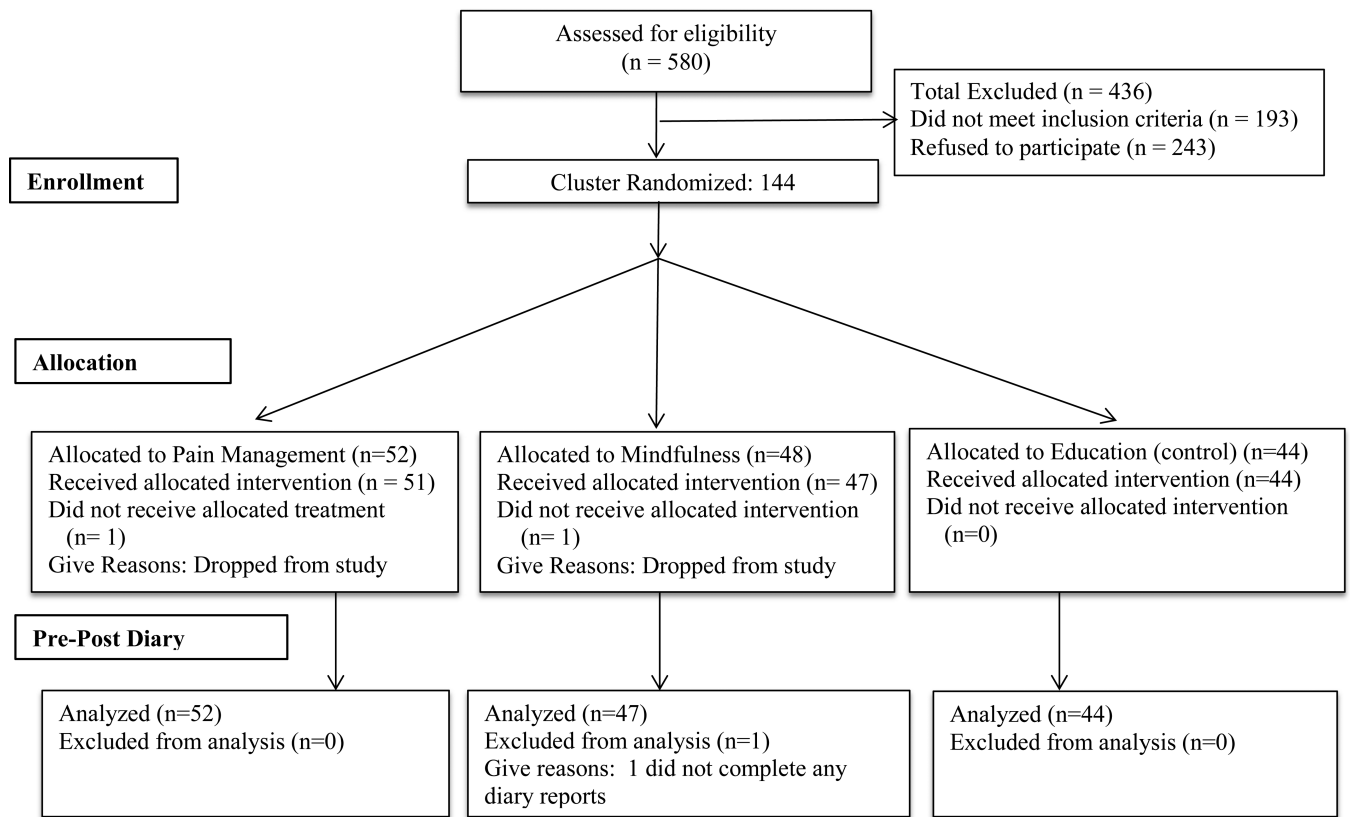 Assessed for eligibility
(n = 580)
Total Excluded (n = 436)
Did not meet inclusion criteria (n = 193)
Refused to participate (n = 243)
Enrollment
Cluster Randomized: 144
Allocation
Allocated to Pain Management (n=52)
Received allocated intervention (n = 51)
Did not receive allocated treatment
(n= 1)
Give Reasons: Dropped from study
Allocated to Mindfulness (n=48)
Received allocated intervention (n= 47)
Did not receive allocated intervention
(n= 1)
Give Reasons: Dropped from study
Allocated to Education (control) (n=44)
Received allocated intervention (n=44)
Did not receive allocated intervention
(n=0)
Pre-Post Diary
Analyzed (n=52)
Excluded from analysis (n=0)
Analyzed (n=47)
Excluded from analysis (n=1)
Give reasons:  1 did not complete any
diary reports
Analyzed (n=44)
Excluded from analysis (n=0)